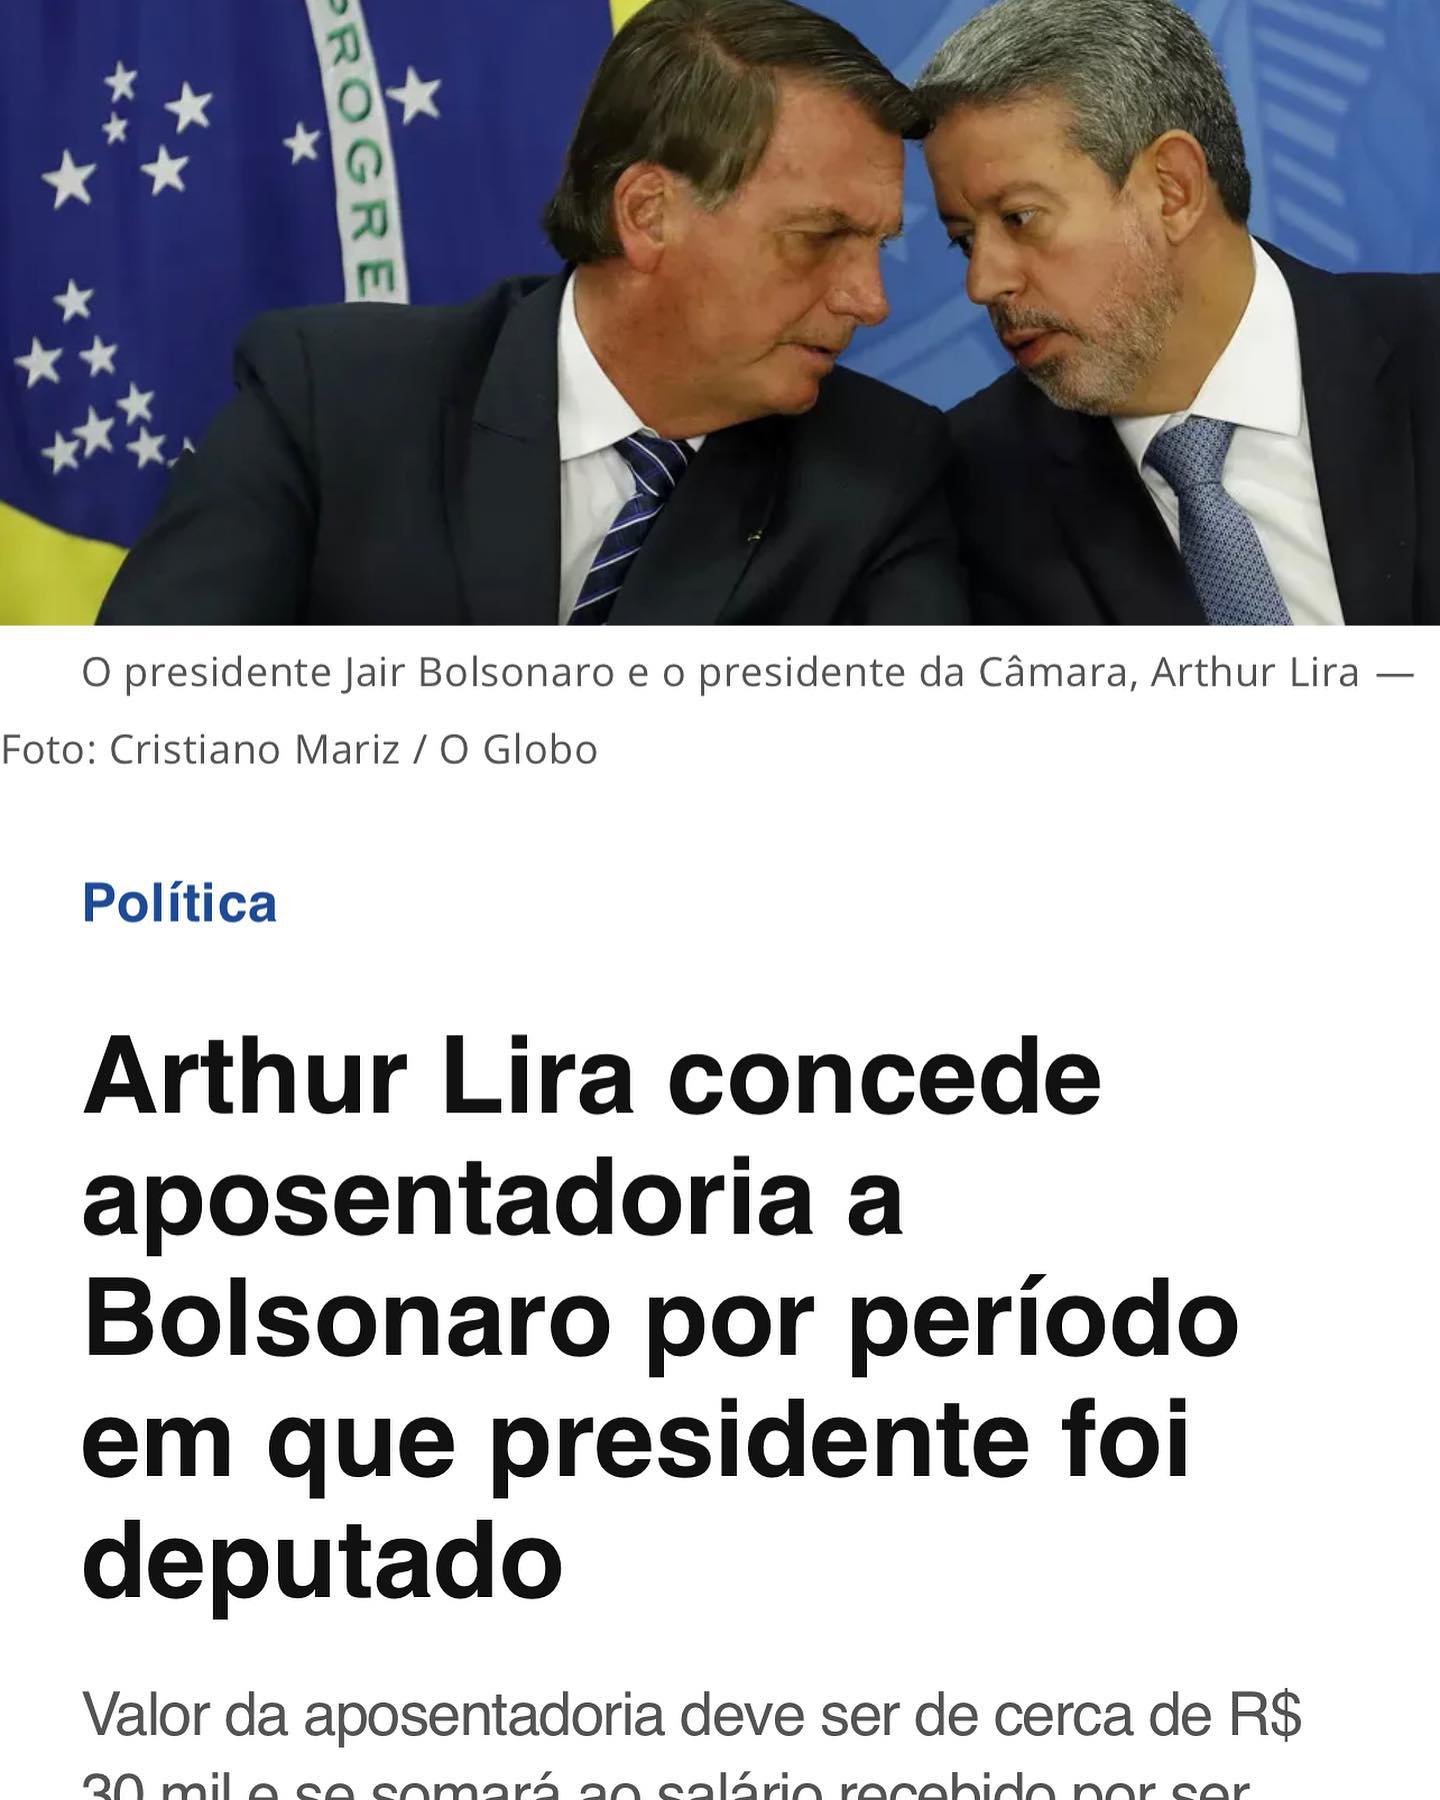 PROGRE
O presidente Jair Bolsonaro e o presidente da Câmara, Arthur Lira —
Foto: Cristiano Mariz / O Globo
Política
Arthur Lira concede
aposentadoria a
Bolsonaro por período
em que presidente foi
deputado
Valor da aposentadoria deve ser de cerca de R$
30 mil e se somará ao salário recebido por ser